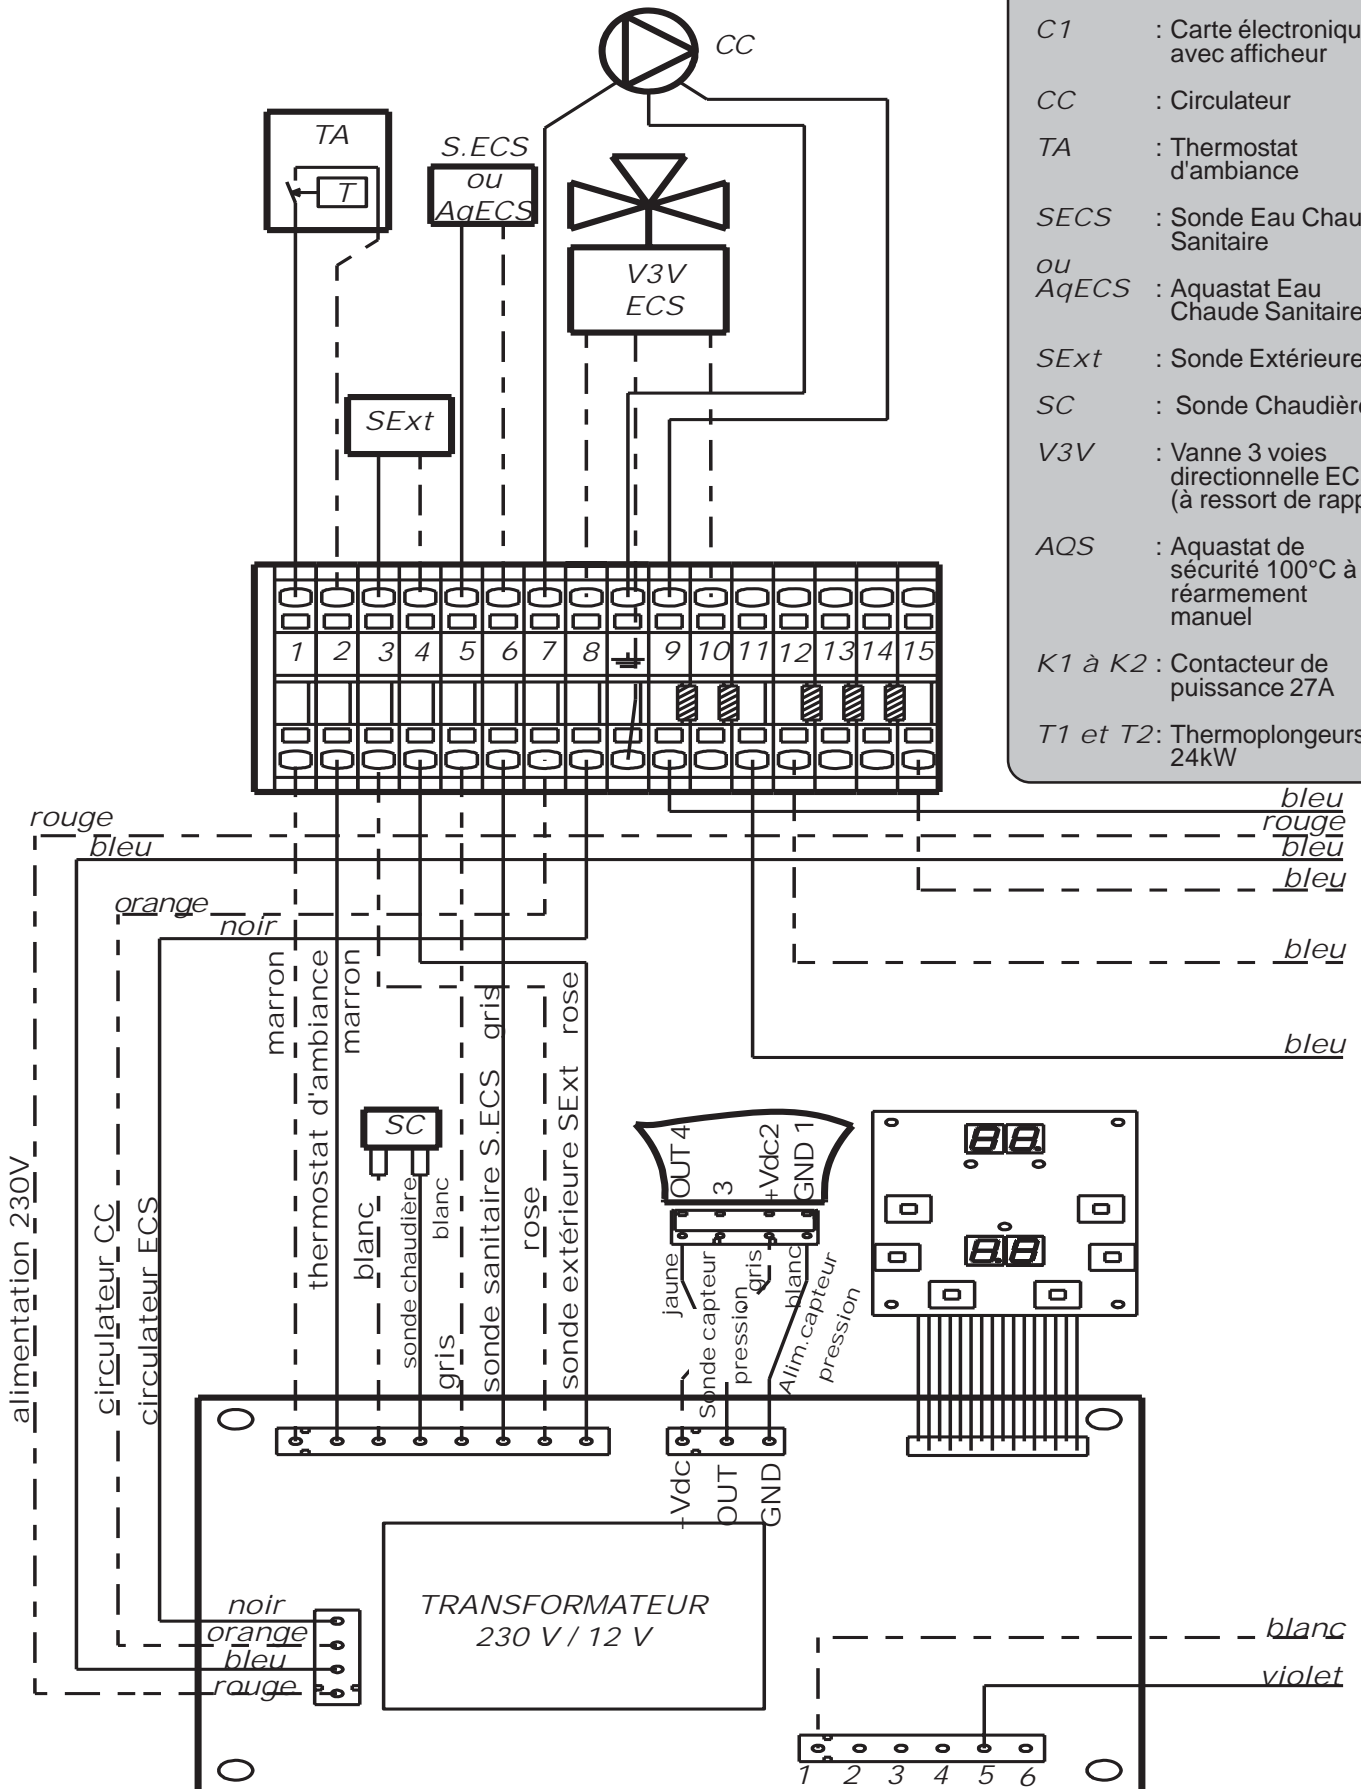 CC
TA
T
S.ECS
ou
AqECS
V3V
ECS
SExt
C1 : Carte électroniqu
avec afficheur
CC : Circulateur
TA : Thermostat
d'ambiance
SECS : Sonde Eau Chau
Sanitaire
ou
AqECS : Aquastat Eau
Chaude Sanitaire
SExt : Sonde Extérieure
SC : Sonde Chaudière
V3V : Vanne 3 voies
directionnelle EC
(à ressort de rapp
AQS : Aquastat de
sécurité 100°C à
réarmement
manuel
K1 à K2 : Contacteur de
puissance 27A
T1 et T2 : Thermoplongeurs
24kW
1 2 3 4 5 6 7 8 9 10 11 12 13 14 15
bleu
rouge
rouge
bleu
bleu
bleu
orange
noir
bleu
bleu
marron
thermostat d'ambiance
marron
gris
rose
SC
blanc
sonde chaudière
blanc
gris
sonde sanitaire S.ECS
rose
sonde extérieure SExt
alimentation 230V
circulateur CC
circulateur ECS
OUT 4
3
+Vdc2
GND 1
jaune
Sonde capteur
pression
gris
blanc
Alim.capteur
pression
88.
8.8
+Vdc
OUT
GND
TRANSFORMATEUR
230 V / 12 V
noir
orange
bleu
rouge
blanc
violet
1 2 3 4 5 6